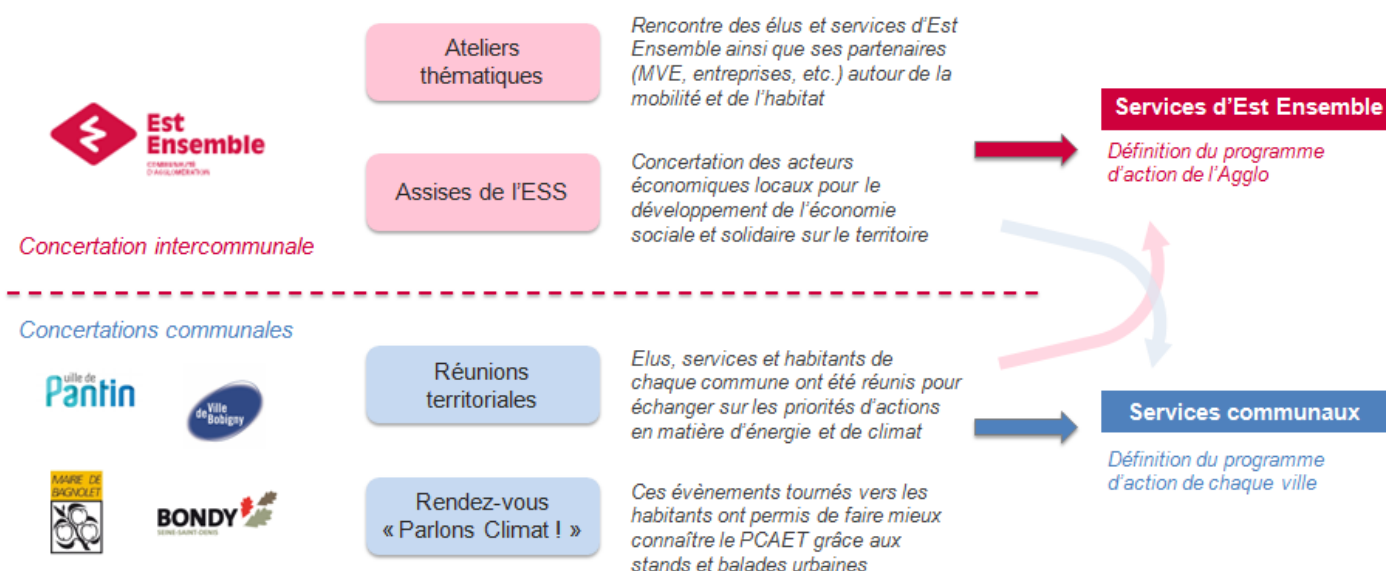 Est
Ensemble
COMMUNAUTÉ
D'AGGLOMÉRATION
Concertation intercommunale
Ateliers
thématiques
Rencontre des élus et services d'Est
Ensemble ainsi que ses partenaires
(MVE, entreprises, etc.) autour de la
mobilité et de l'habitat
Assises de l'ESS
Concertation des acteurs
économiques locaux pour le
développement de l'économie
sociale et solidaire sur le territoire
Services d'Est Ensemble
Définition du programme
d'action de l'Agglo
Concertations communales
ville de
Pantin
Ville
de Bobigny
MAIRIE DE
BAGNOLET
BONDY
SEINE-SAINT-DENIS
Réunions
territoriales
Elus, services et habitants de
chaque commune ont été réunis pour
échanger sur les priorités d'actions
en matière d'énergie et de climat
Rendez-vous
« Parlons Climat ! »
Ces évènements tournés vers les
habitants ont permis de faire mieux
connaître le PCAET grâce aux
stands et balades urbaines
Services communaux
Définition du programme
d'action de chaque ville